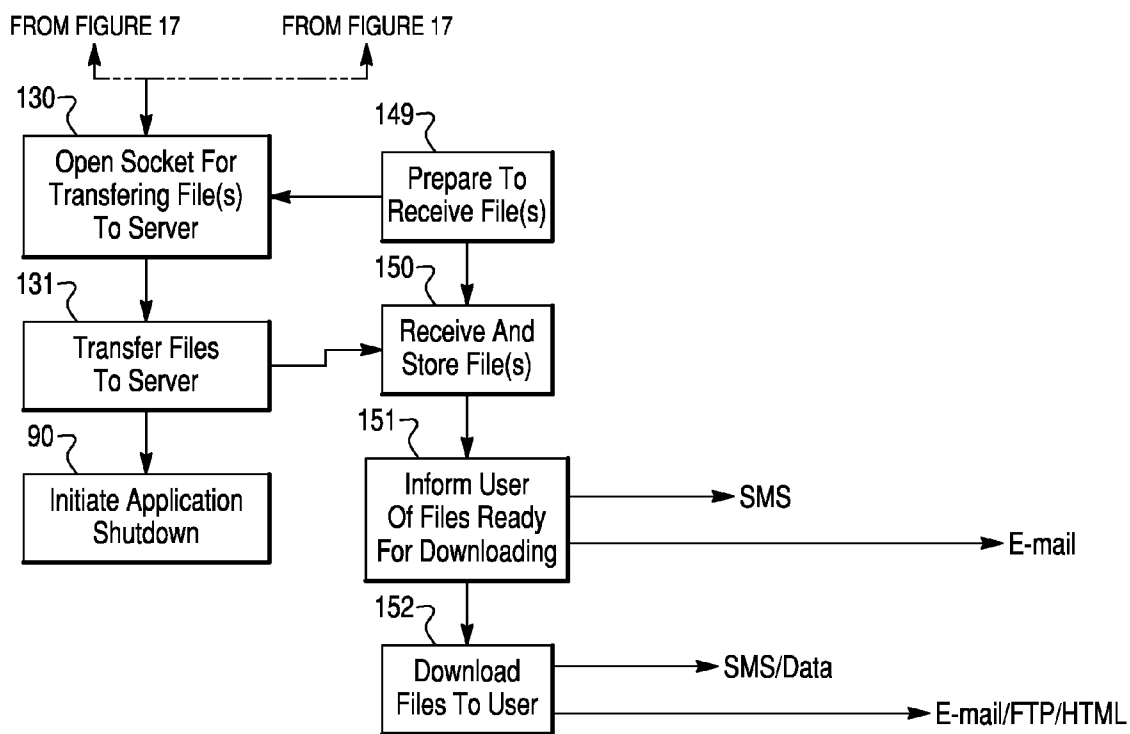 FROM FIGURE 17
FROM FIGURE 17
130
Open Socket For
Transfering File(s)
To Server
149
Prepare To
Receive File(s)
131
Transfer Files
To Server
150
Receive And
Store File(s)
90
Initiate Application
Shutdown
151
Inform User
Of Files Ready
For Downloading
SMS
E-mail
152
Download
Files To User
SMS/Data
E-mail/FTP/HTML